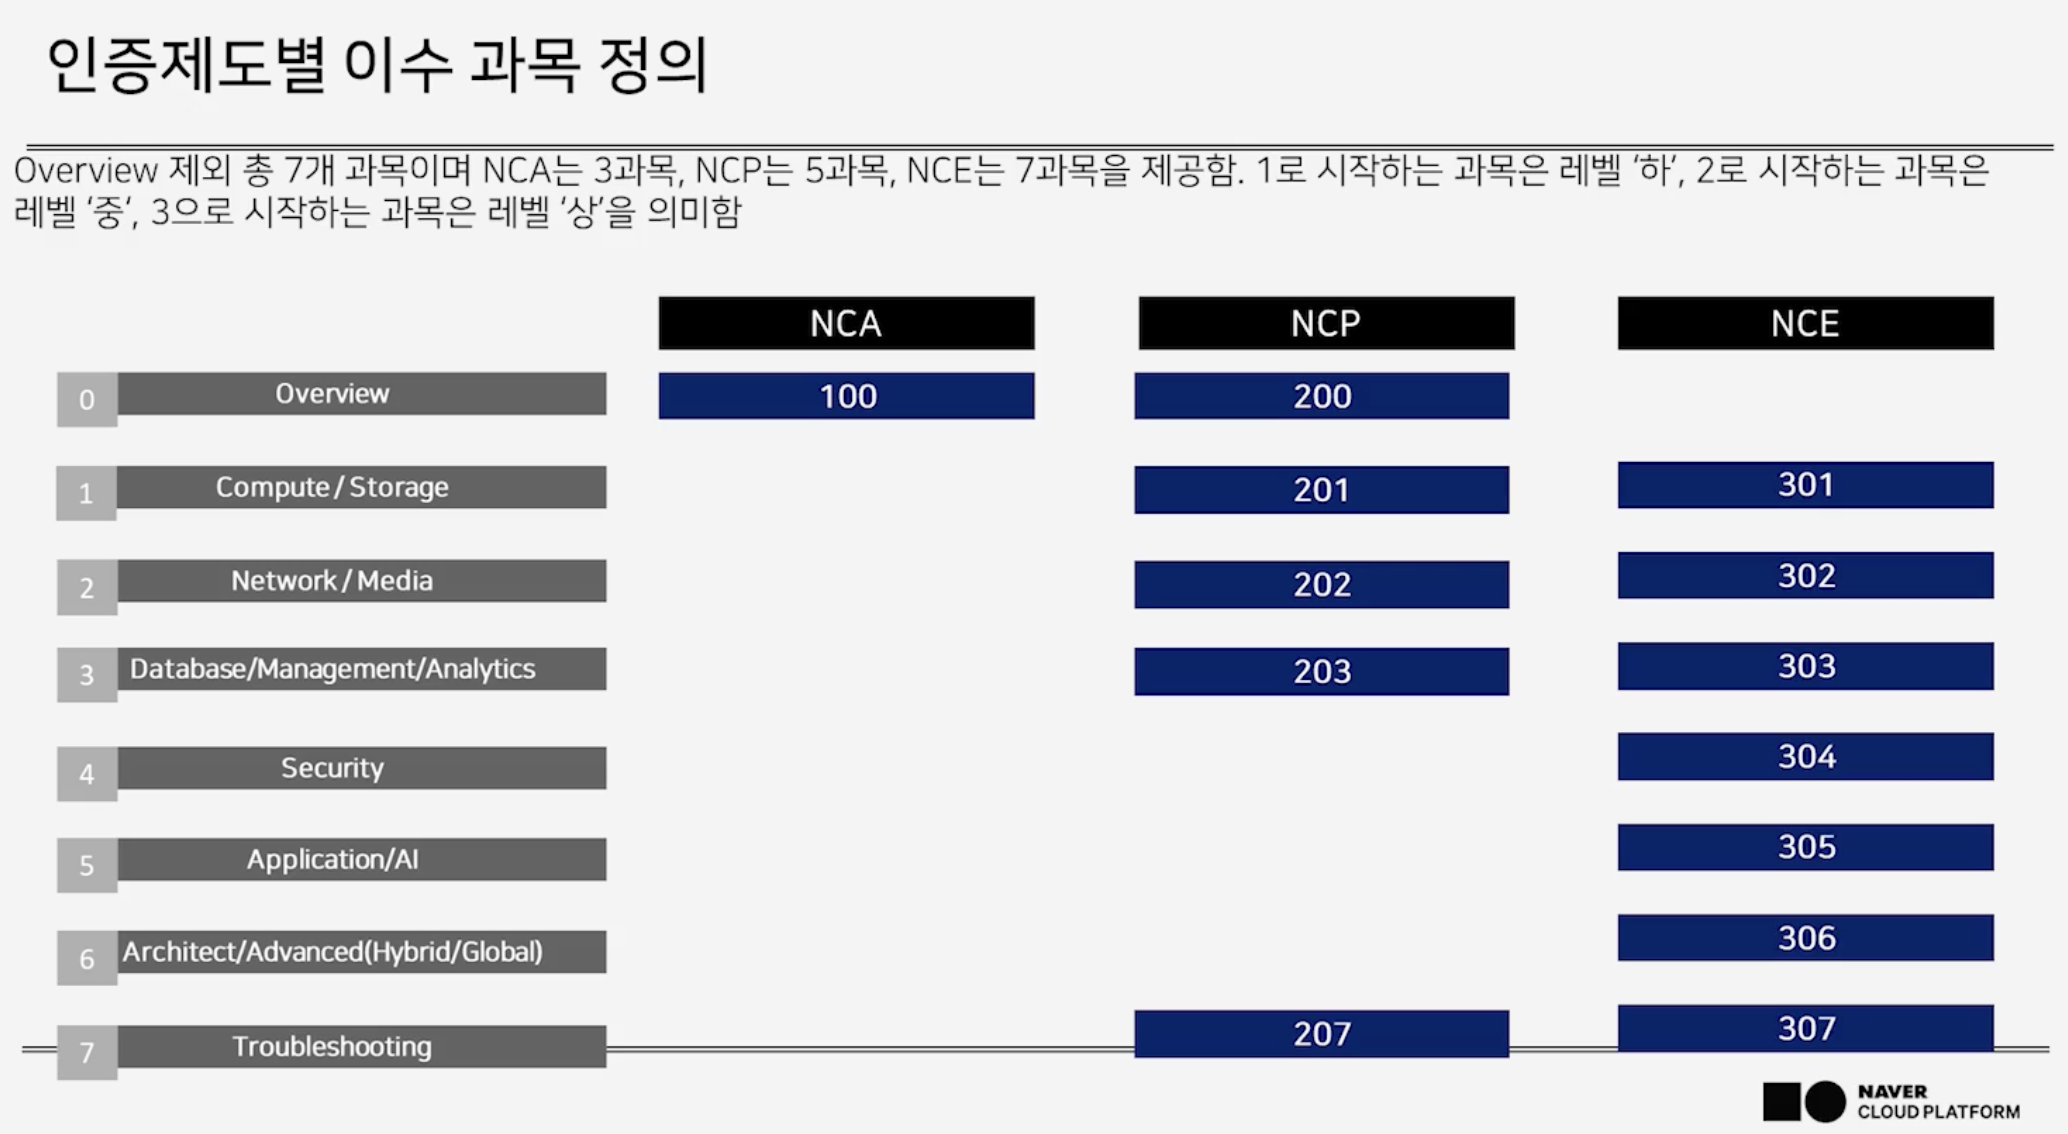 인증제도별 이수 과목 정의
Overview 제외 총 7개 과목이며 NCA는 3과목, NCP는 5과목, NCE는 7과목을 제공함. 1로 시작하는 과목은 레벨 ‘하’, 2로 시작하는 과목은
레벨 ‘중‘, 3으로 시작하는 과목은 레벨 ‘상’을 의미함
NCA NCP NCE
0 Overview 100 200
1 Compute / Storage 201 301
2 Network / Media 202 302
3 Database/Management/Analytics 203 303
4 Security 304
5 Application/AI 305
6 Architect/Advanced(Hybrid/Global) 306
7 Troubleshooting 207 307
NAVER
CLOUD PLATFORM